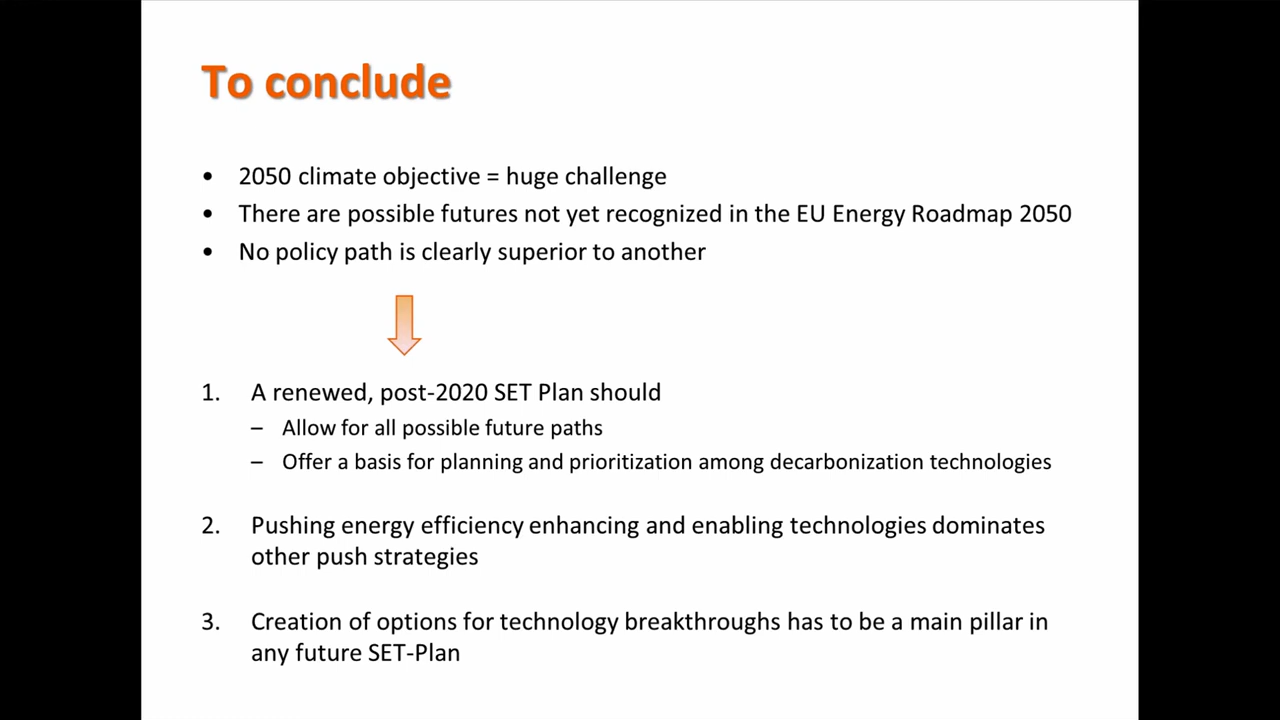 To conclude
• 2050 climate objective = huge challenge
• There are possible futures not yet recognized in the EU Energy Roadmap 2050
• No policy path is clearly superior to another
1. A renewed, post-2020 SET Plan should
– Allow for all possible future paths
– Offer a basis for planning and prioritization among decarbonization technologies
2. Pushing energy efficiency enhancing and enabling technologies dominates
other push strategies
3. Creation of options for technology breakthroughs has to be a main pillar in
any future SET-Plan